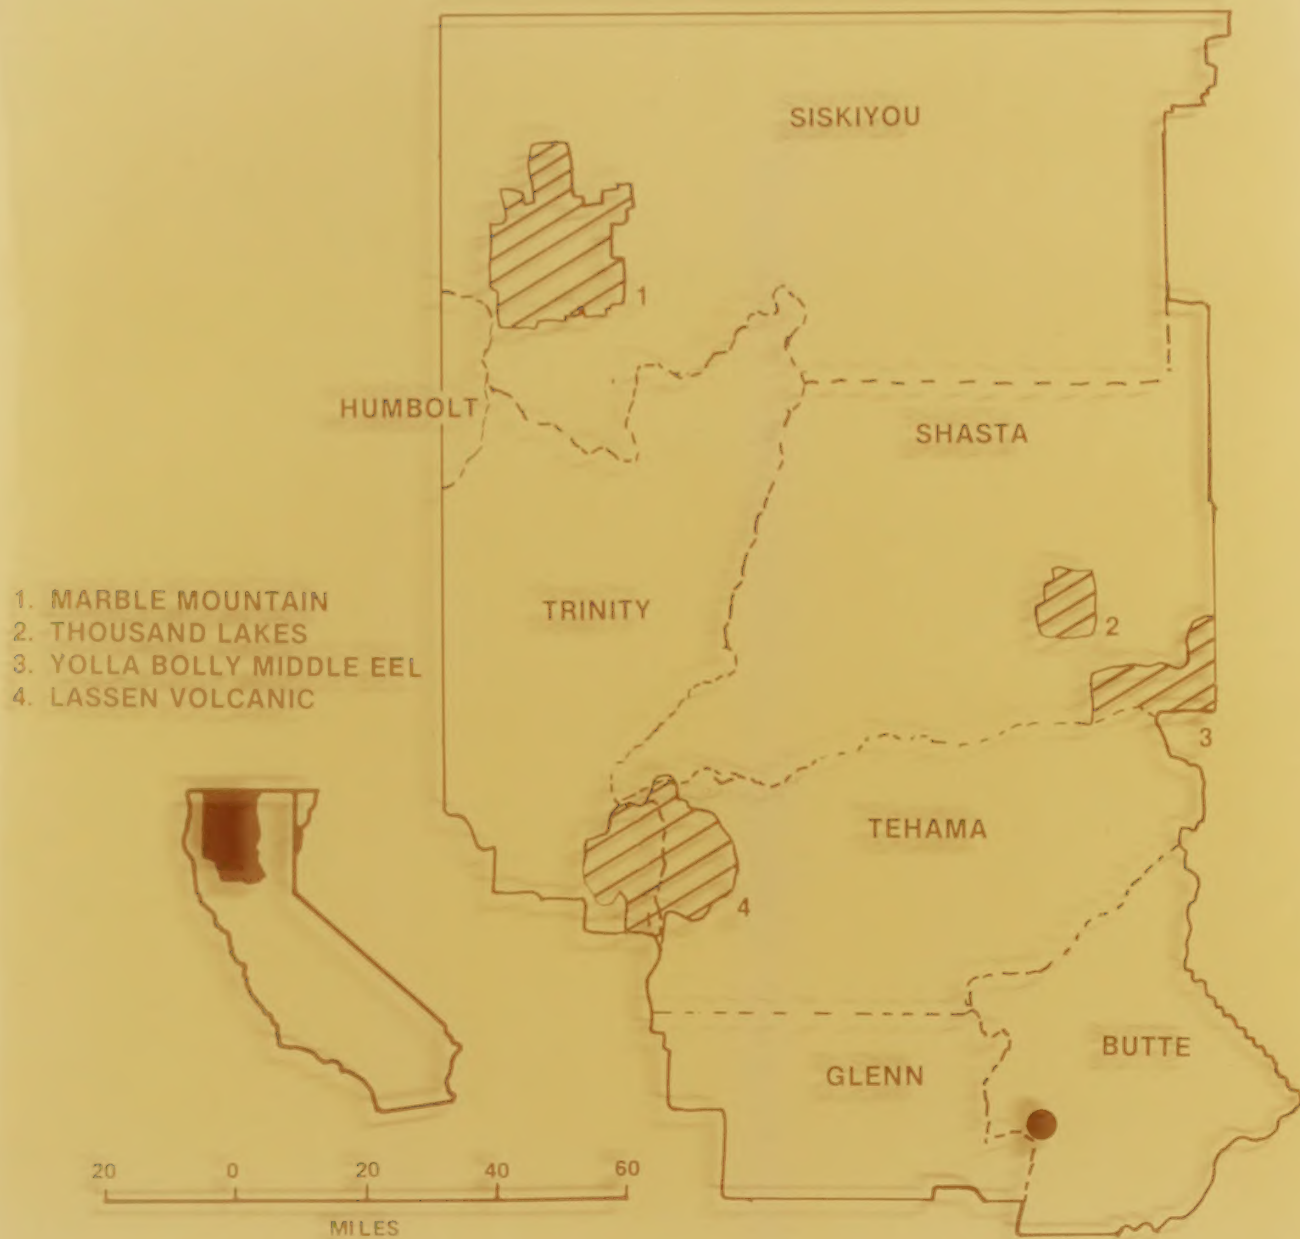 SISKIYOU
1
HUMBOLT
SHASTA
1. MARBLE MOUNTAIN
2. THOUSAND LAKES
3. YOLLA BOLLY MIDDLE EEL
4. LASSEN VOLCANIC
TRINITY
2
3
TEHAMA
4
BUTTE
GLENN
20 0 20 40 60
MILES